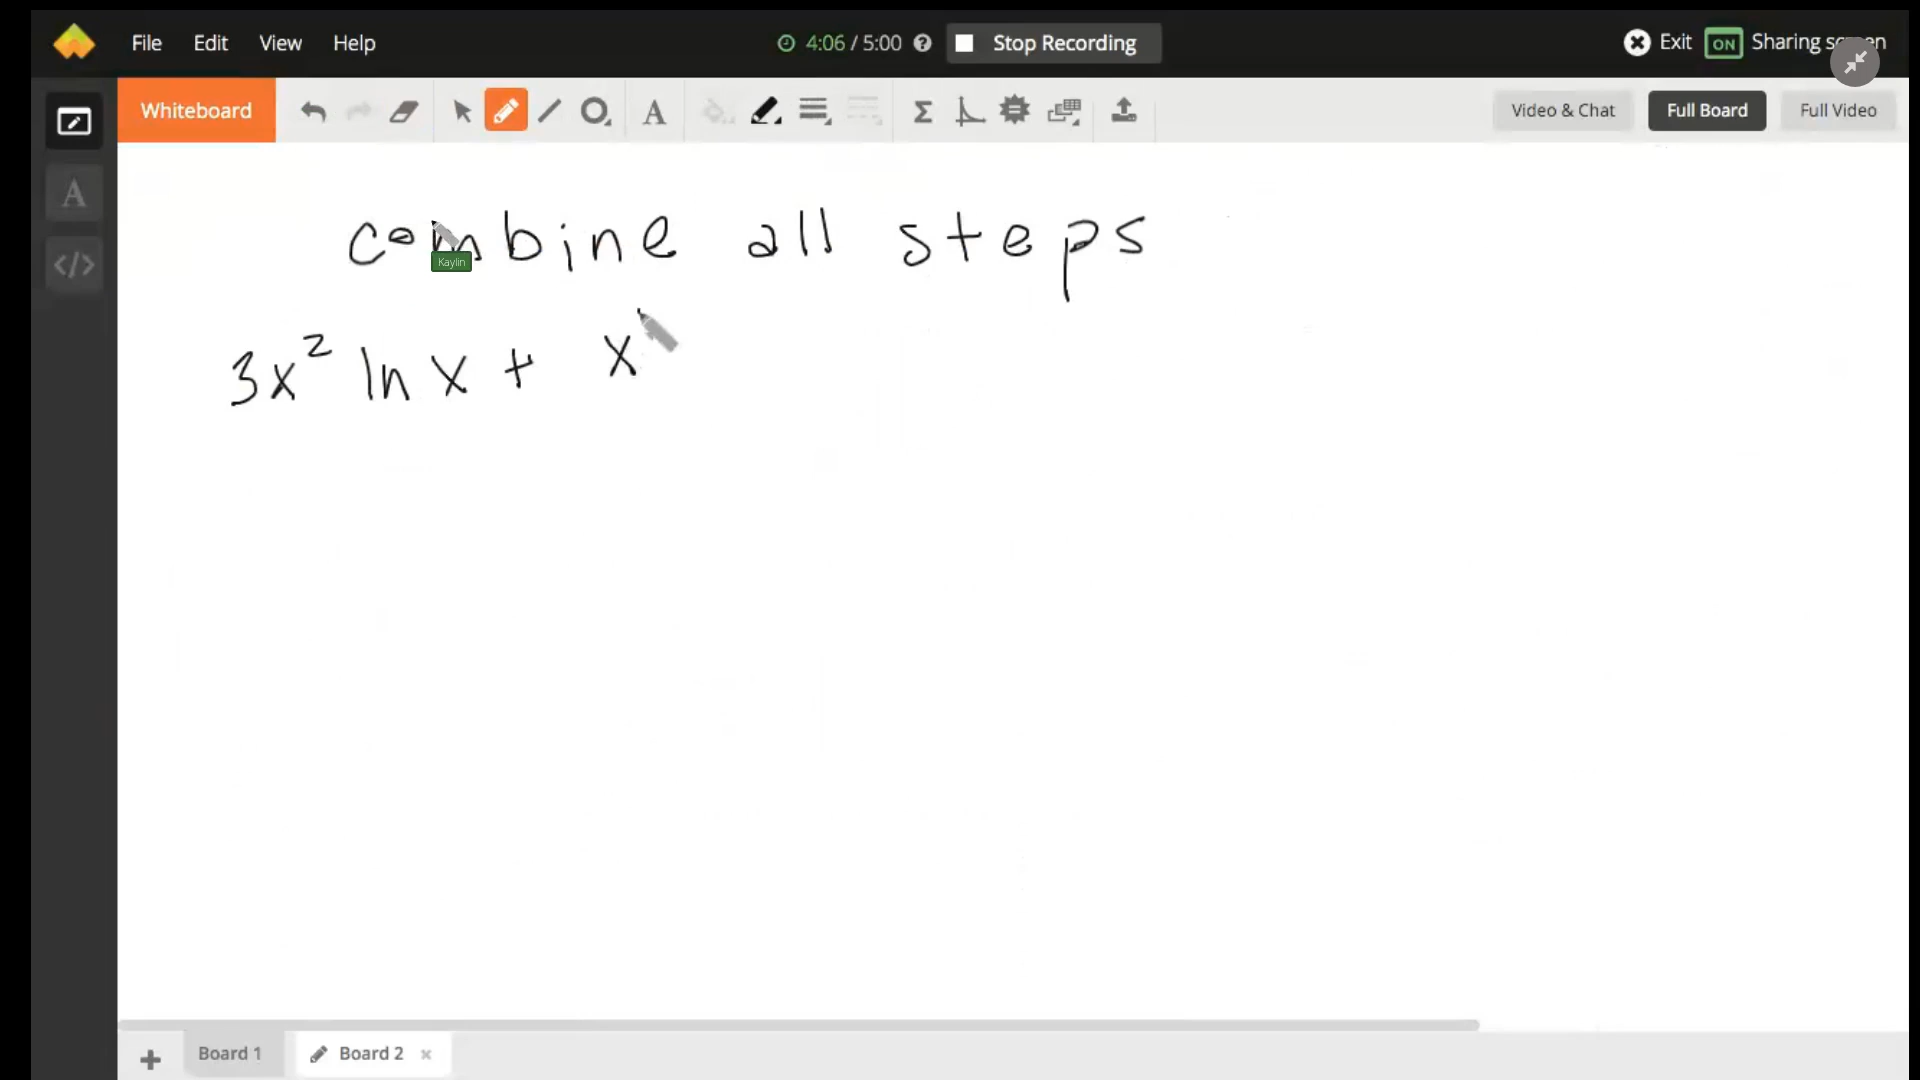 File Edit View Help 4:06 / 5:00 ? Stop Recording Exit ON Sharing
Whiteboard A Σ Video & Chat Full Board Full Video
A
</>
combine all steps
Kaylin
3x² ln x + x
Board 1 Board 2